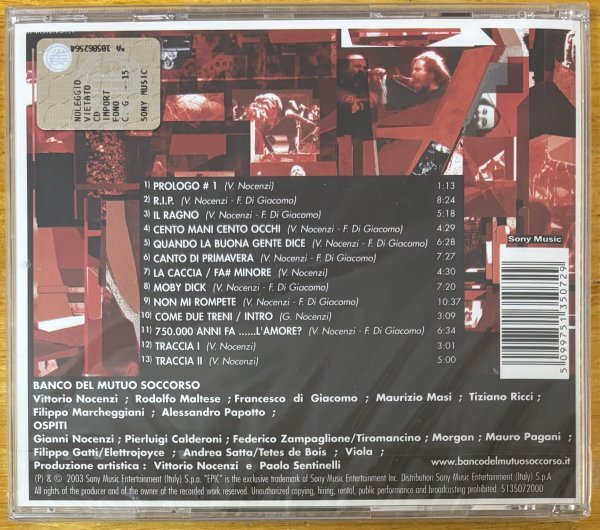 *A 105862564
NOLEGGIO
VIETATO
CD
IMPORT
FONO
C. G. - 15
SONY MUSIC
1) PROLOGO # 1 (V. Nocenzi) 1:13
2) R.I.P. (V. Nocenzi - F. Di Giacomo) 8:24
3) IL RAGNO (V. Nocenzi - F. Di Giacomo) 5:18
4) CENTO MANI CENTO OCCHI (V. Nocenzi - F. Di Giacomo) 4:29
5) QUANDO LA BUONA GENTE DICE (V. Nocenzi - F. Di Giacomo) 6:28
6) CANTO DI PRIMAVERA (V. Nocenzi - F. Di Giacomo) 7:27
7) LA CACCIA / FA# MINORE (V. Nocenzi) 4:30
8) MOBY DICK (V. Nocenzi - F. Di Giacomo) 5:12
9) NON MI ROMPETE (V. Nocenzi - F. Di Giacomo) 10:37
10) COME DUE TRENI / INTRO (G. Nocenzi) 3:09
11) 750.000 ANNI FA ......L'AMORE? (V. Nocenzi - F. Di Giacomo) 6:34
12) TRACCIA I (V. Nocenzi) 3:01
13) TRACCIA II (V. Nocenzi) 5:00
Sony Music
5 099751 350729
BANCO DEL MUTUO SOCCORSO
Vittorio Nocenzi ; Rodolfo Maltese ; Francesco di Giacomo ; Maurizio Masi ; Tiziano Ricci ;
Filippo Marcheggiani ; Alessandro Papotto ;
OSPITI
Gianni Nocenzi ; Pierluigi Calderoni ; Federico Zampaglione/Tiromancino ; Morgan ; Mauro Pagani ;
Filippo Gatti/Elettrojoyce ; Andrea Satta/Tetes de Bois ; Viola ;
Produzione artistica : Vittorio Nocenzi e Paolo Sentinelli
www.bancodelmutuosoccorso.it
(P) & © 2003 Sony Music Entertainment (Italy) S.p.a. "EPIC" is the exclusive trademark of Sony Music Entertainment Inc. Distribution Sony Music Entertainment (Italy) S.p.A
All rights of the producer and of the owner of the recorded work reserved. Unauthorized copying, hiring, rental, public performance and broadcasting prohibited. 5135072000